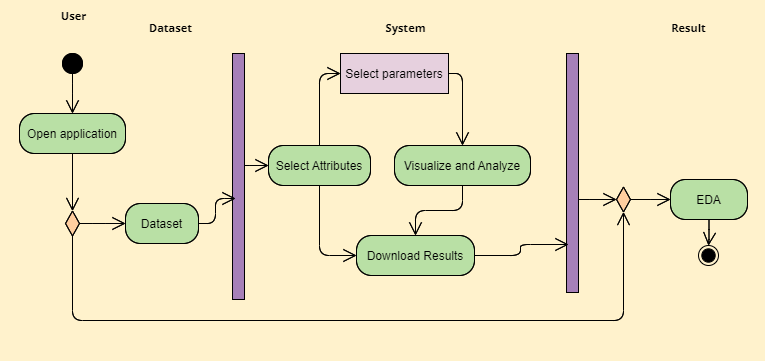 User
Dataset
System
Result
Select parameters
Open application
Select Attributes
Visualize and Analyze
EDA
Dataset
Download Results